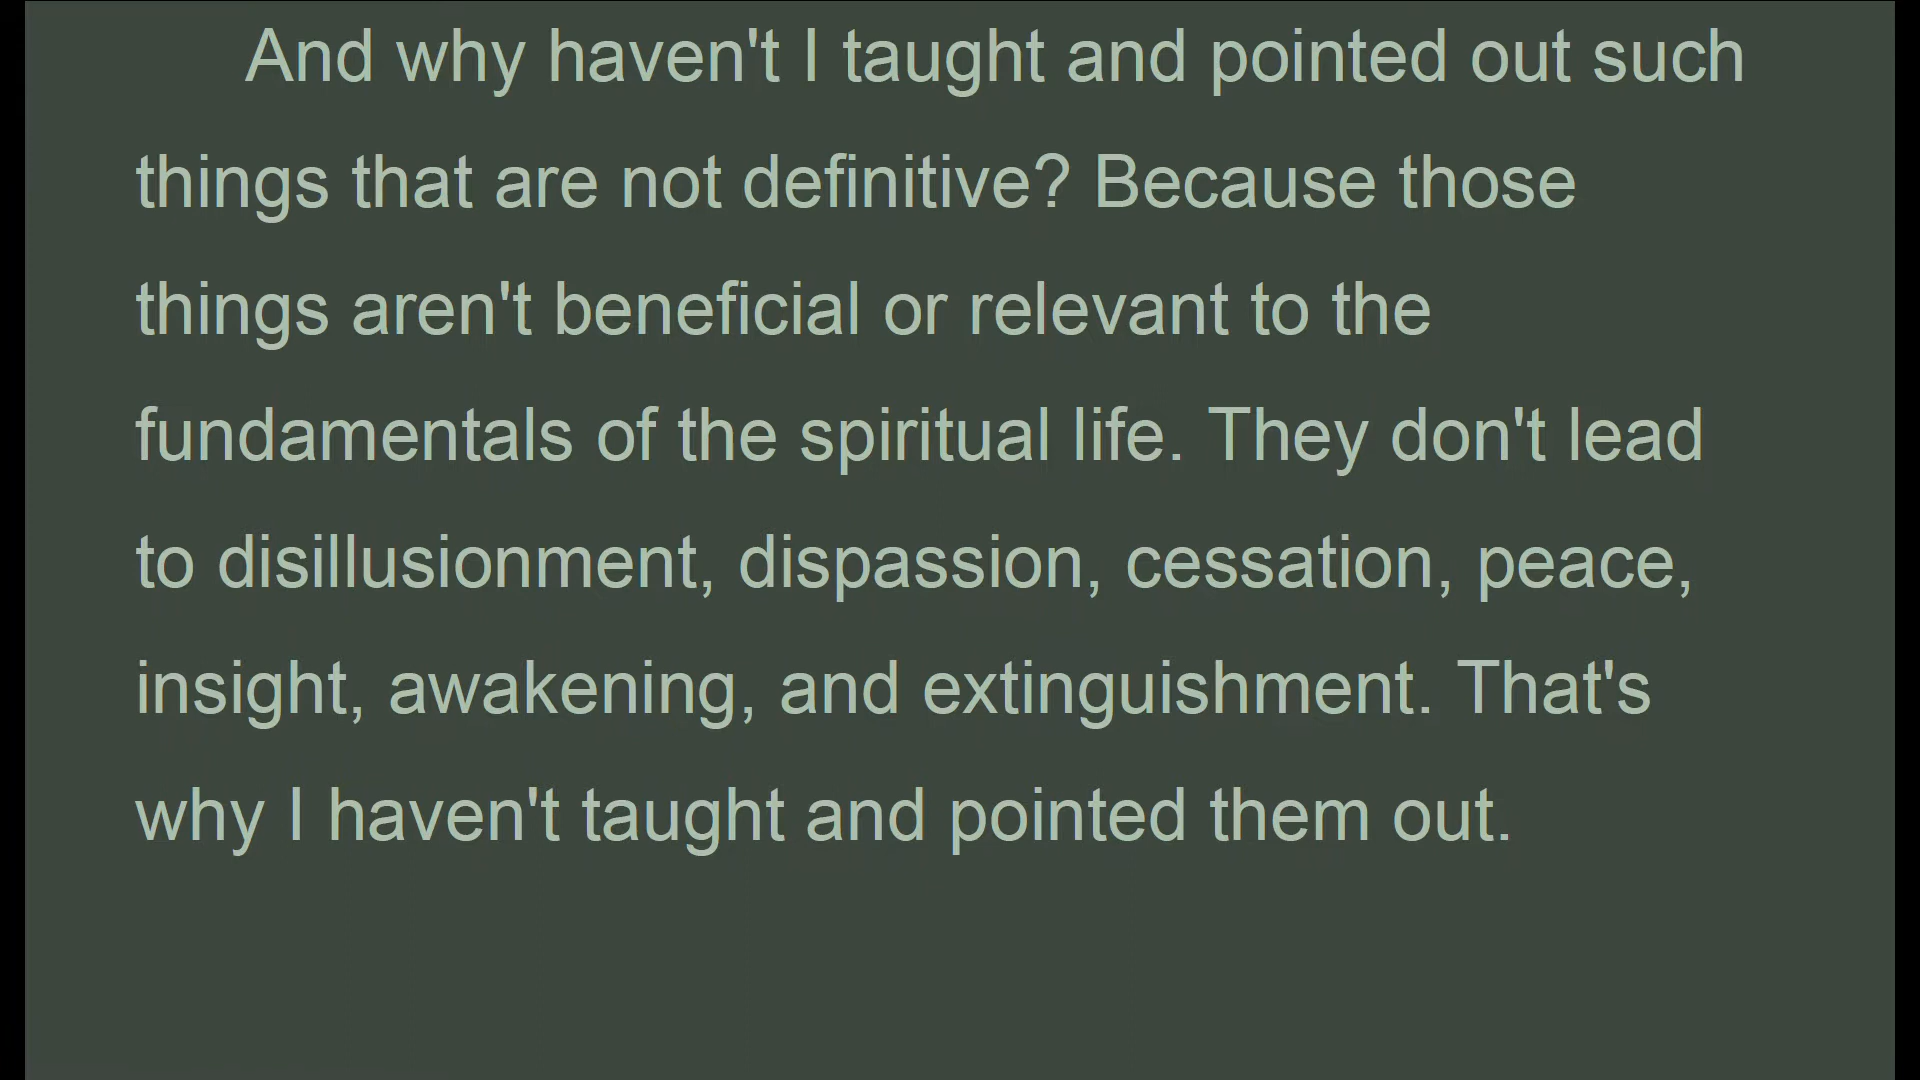 And why haven't I taught and pointed out such
things that are not definitive? Because those
things aren't beneficial or relevant to the
fundamentals of the spiritual life. They don't lead
to disillusionment, dispassion, cessation, peace,
insight, awakening, and extinguishment. That's
why I haven't taught and pointed them out.